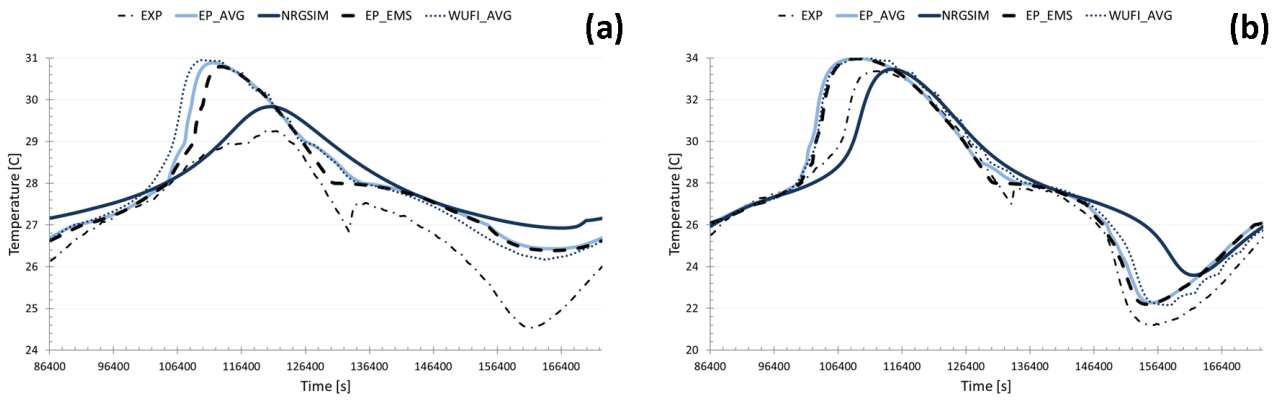 EXP EP_AVG NRGSIM EP_EMS WUFI_AVG
(a)
31
30
29
28
27
26
25
24
Temperature [C]
86400 96400 106400 116400 126400 136400 146400 156400 166400
Time [s]
EXP EP_AVG NRGSIM EP_EMS WUFI_AVG
(b)
34
32
30
28
26
24
22
20
Temperature [C]
86400 96400 106400 116400 126400 136400 146400 156400 166400
Time [s]